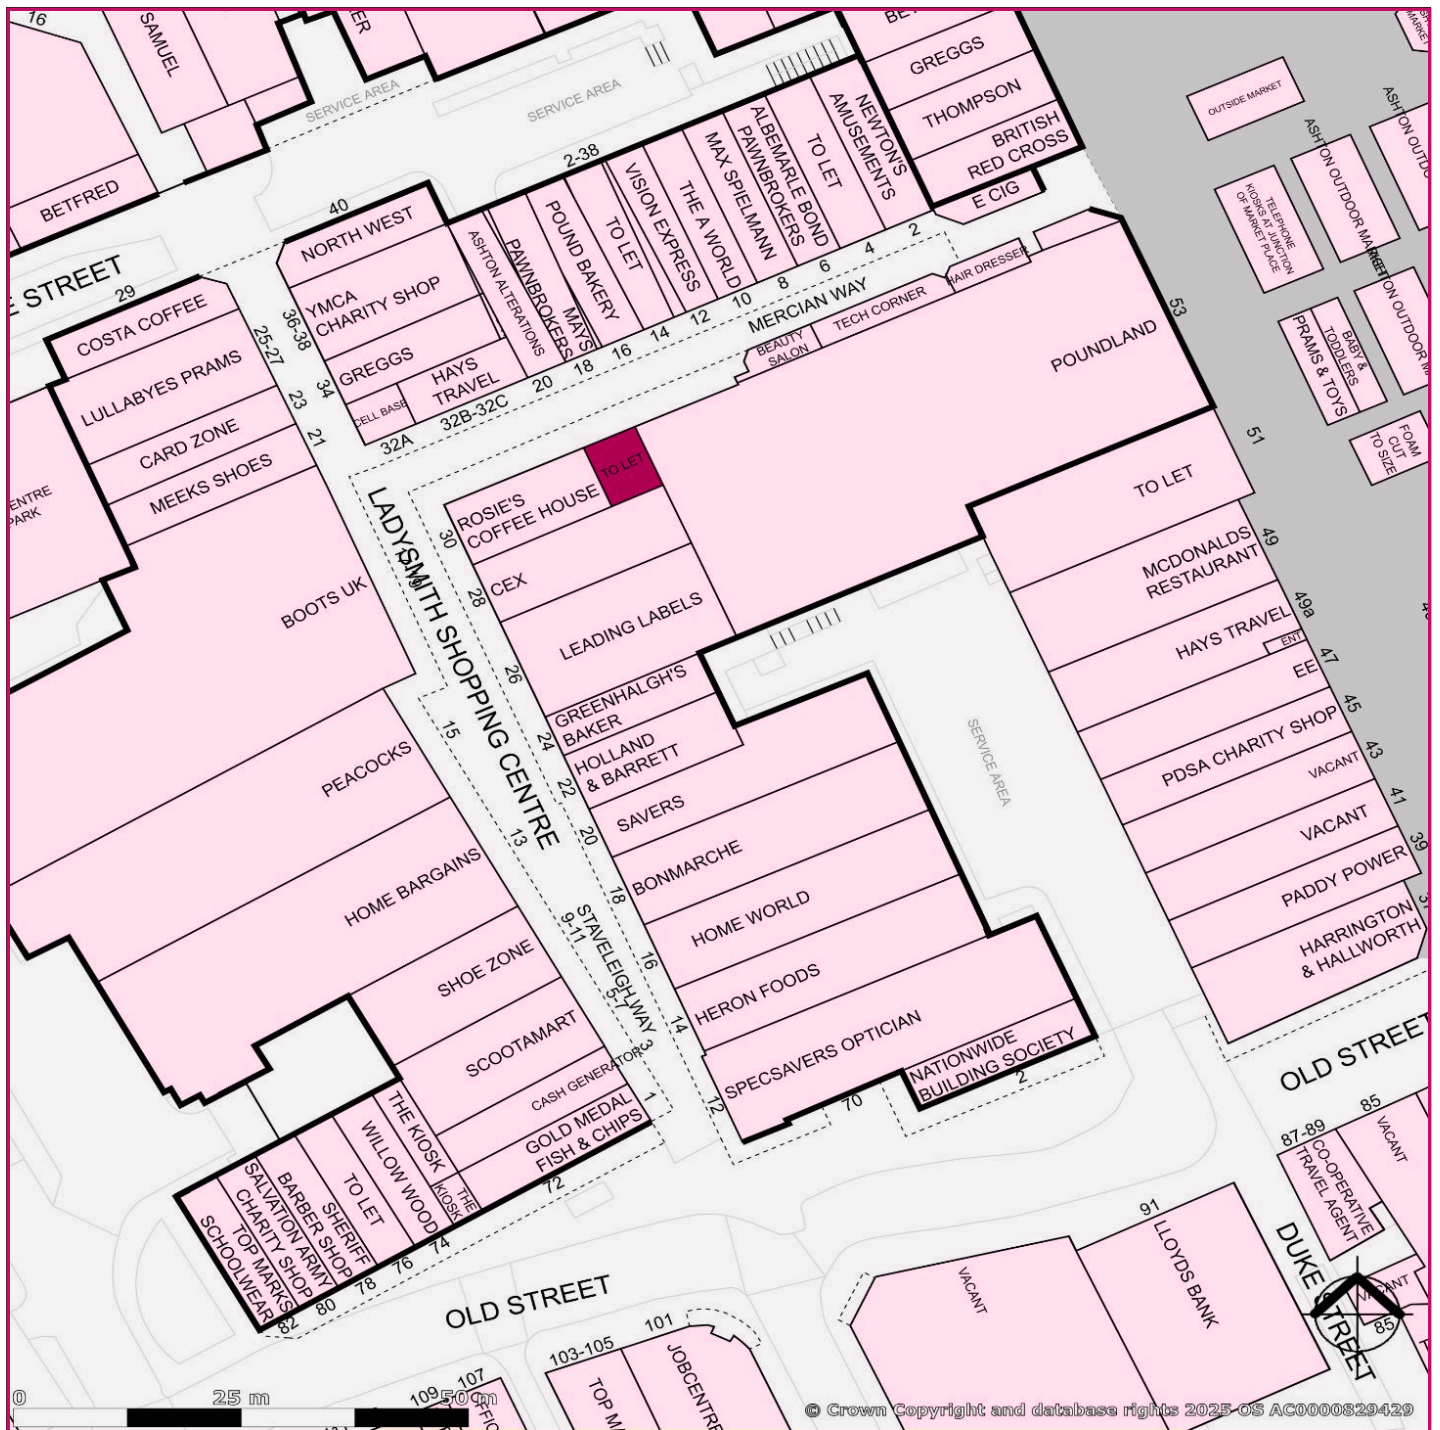 16
SAMUEL
SERVICE AREA
SERVICE AREA
GREGGS
THOMPSON
BRITISH
RED CROSS
E CIG
OUTSIDE MARKET
ASHTON OUTDOOR MARKET
TELEPHONE
KIOSKS AT JUNCTION
OF MARKET PLACE
PRAMS & TOYS
BABY &
TODDLERS
FOAM
CUT
TO SIZE
BETFRED
2-38
40
NORTH WEST
YMCA
CHARITY SHOP
GREGGS
HAYS
TRAVEL
CELL BASE
ASHTON ALTERATIONS
PAWNBROKERS
MAYS
POUND BAKERY
TO LET
VISION EXPRESS
THE A WORLD
MAX SPIELMANN
ALBEMARLE BOND
PAWNBROKERS
TO LET
NEWTON'S
AMUSEMENTS
36-38
34
32A
32B-32C
20
18
16
14
12
10
8
6
4
2
MERCIAN WAY
HAIR DRESSER
TECH CORNER
BEAUTY
SALON
POUNDLAND
53
51
E STREET
29
COSTA COFFEE
LULLABYES PRAMS
CARD ZONE
MEEKS SHOES
25-27
23
21
ENTRE
PARK
BOOTS UK
PEACOCKS
HOME BARGAINS
SHOE ZONE
SCOOTAMART
CASH GENERATOR
GOLD MEDAL
FISH & CHIPS
LADYSMITH SHOPPING CENTRE
15
13
STAVELEIGH WAY
9-11
5-7
3
1
TO LET
ROSIE'S
COFFEE HOUSE
CEX
LEADING LABELS
GREENHALGH'S
BAKER
HOLLAND
& BARRETT
SAVERS
BONMARCHE
HOME WORLD
HERON FOODS
SPECSAVERS OPTICIAN
NATIONWIDE
BUILDING SOCIETY
30
28
26
24
22
20
18
16
14
12
70
2
SERVICE AREA
TO LET
MCDONALDS
RESTAURANT
HAYS TRAVEL
ENT
EE
PDSA CHARITY SHOP
VACANT
VACANT
PADDY POWER
HARRINGTON
& HALLWORTH
49
49a
47
45
43
41
39
OLD STREET
THE KIOSK
THE
KIOSK
WILLOW WOOD
TO LET
SHERIFF
BARBER SHOP
SALVATION ARMY
CHARITY SHOP
TOP MARKS
SCHOOLWEAR
72
74
76
78
80
82
OLD STREET
101
103-105
107
109
JOBCENTRE
VACANT
91
LLOYDS BANK
DUKE STREET
87-89
85
CO-OPERATIVE
TRAVEL AGENT
VACANT
VACANT
85
0 25 m 50 m
© Crown Copyright and database rights 2025 OS AC0000829429